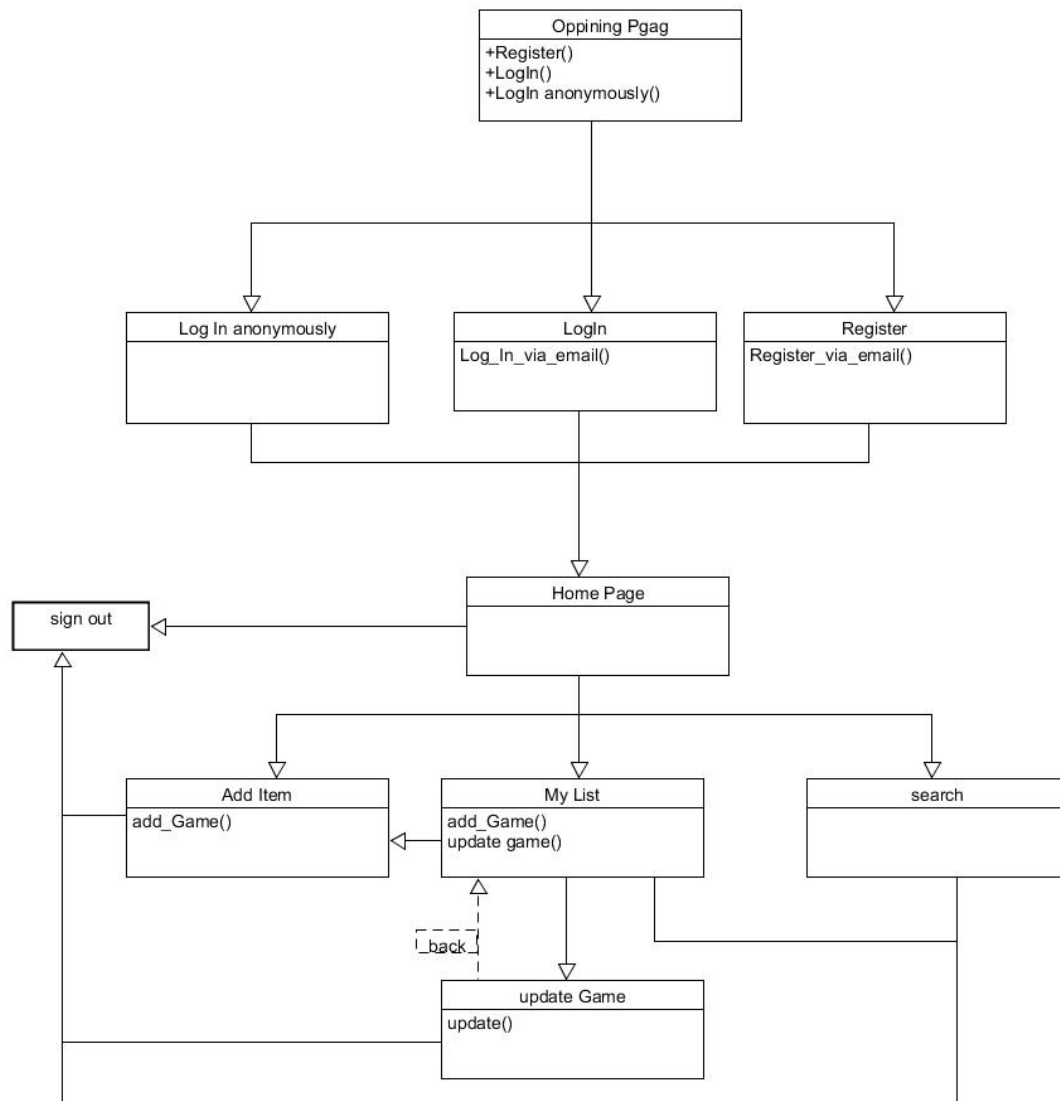 Oppining Pgag
+Register()
+LogIn()
+LogIn anonymously()
Log In anonymously
LogIn
Log_In_via_email()
Register
Register_via_email()
Home Page
sign out
Add Item
add_Game()
My List
add_Game()
update game()
search
back
update Game
update()